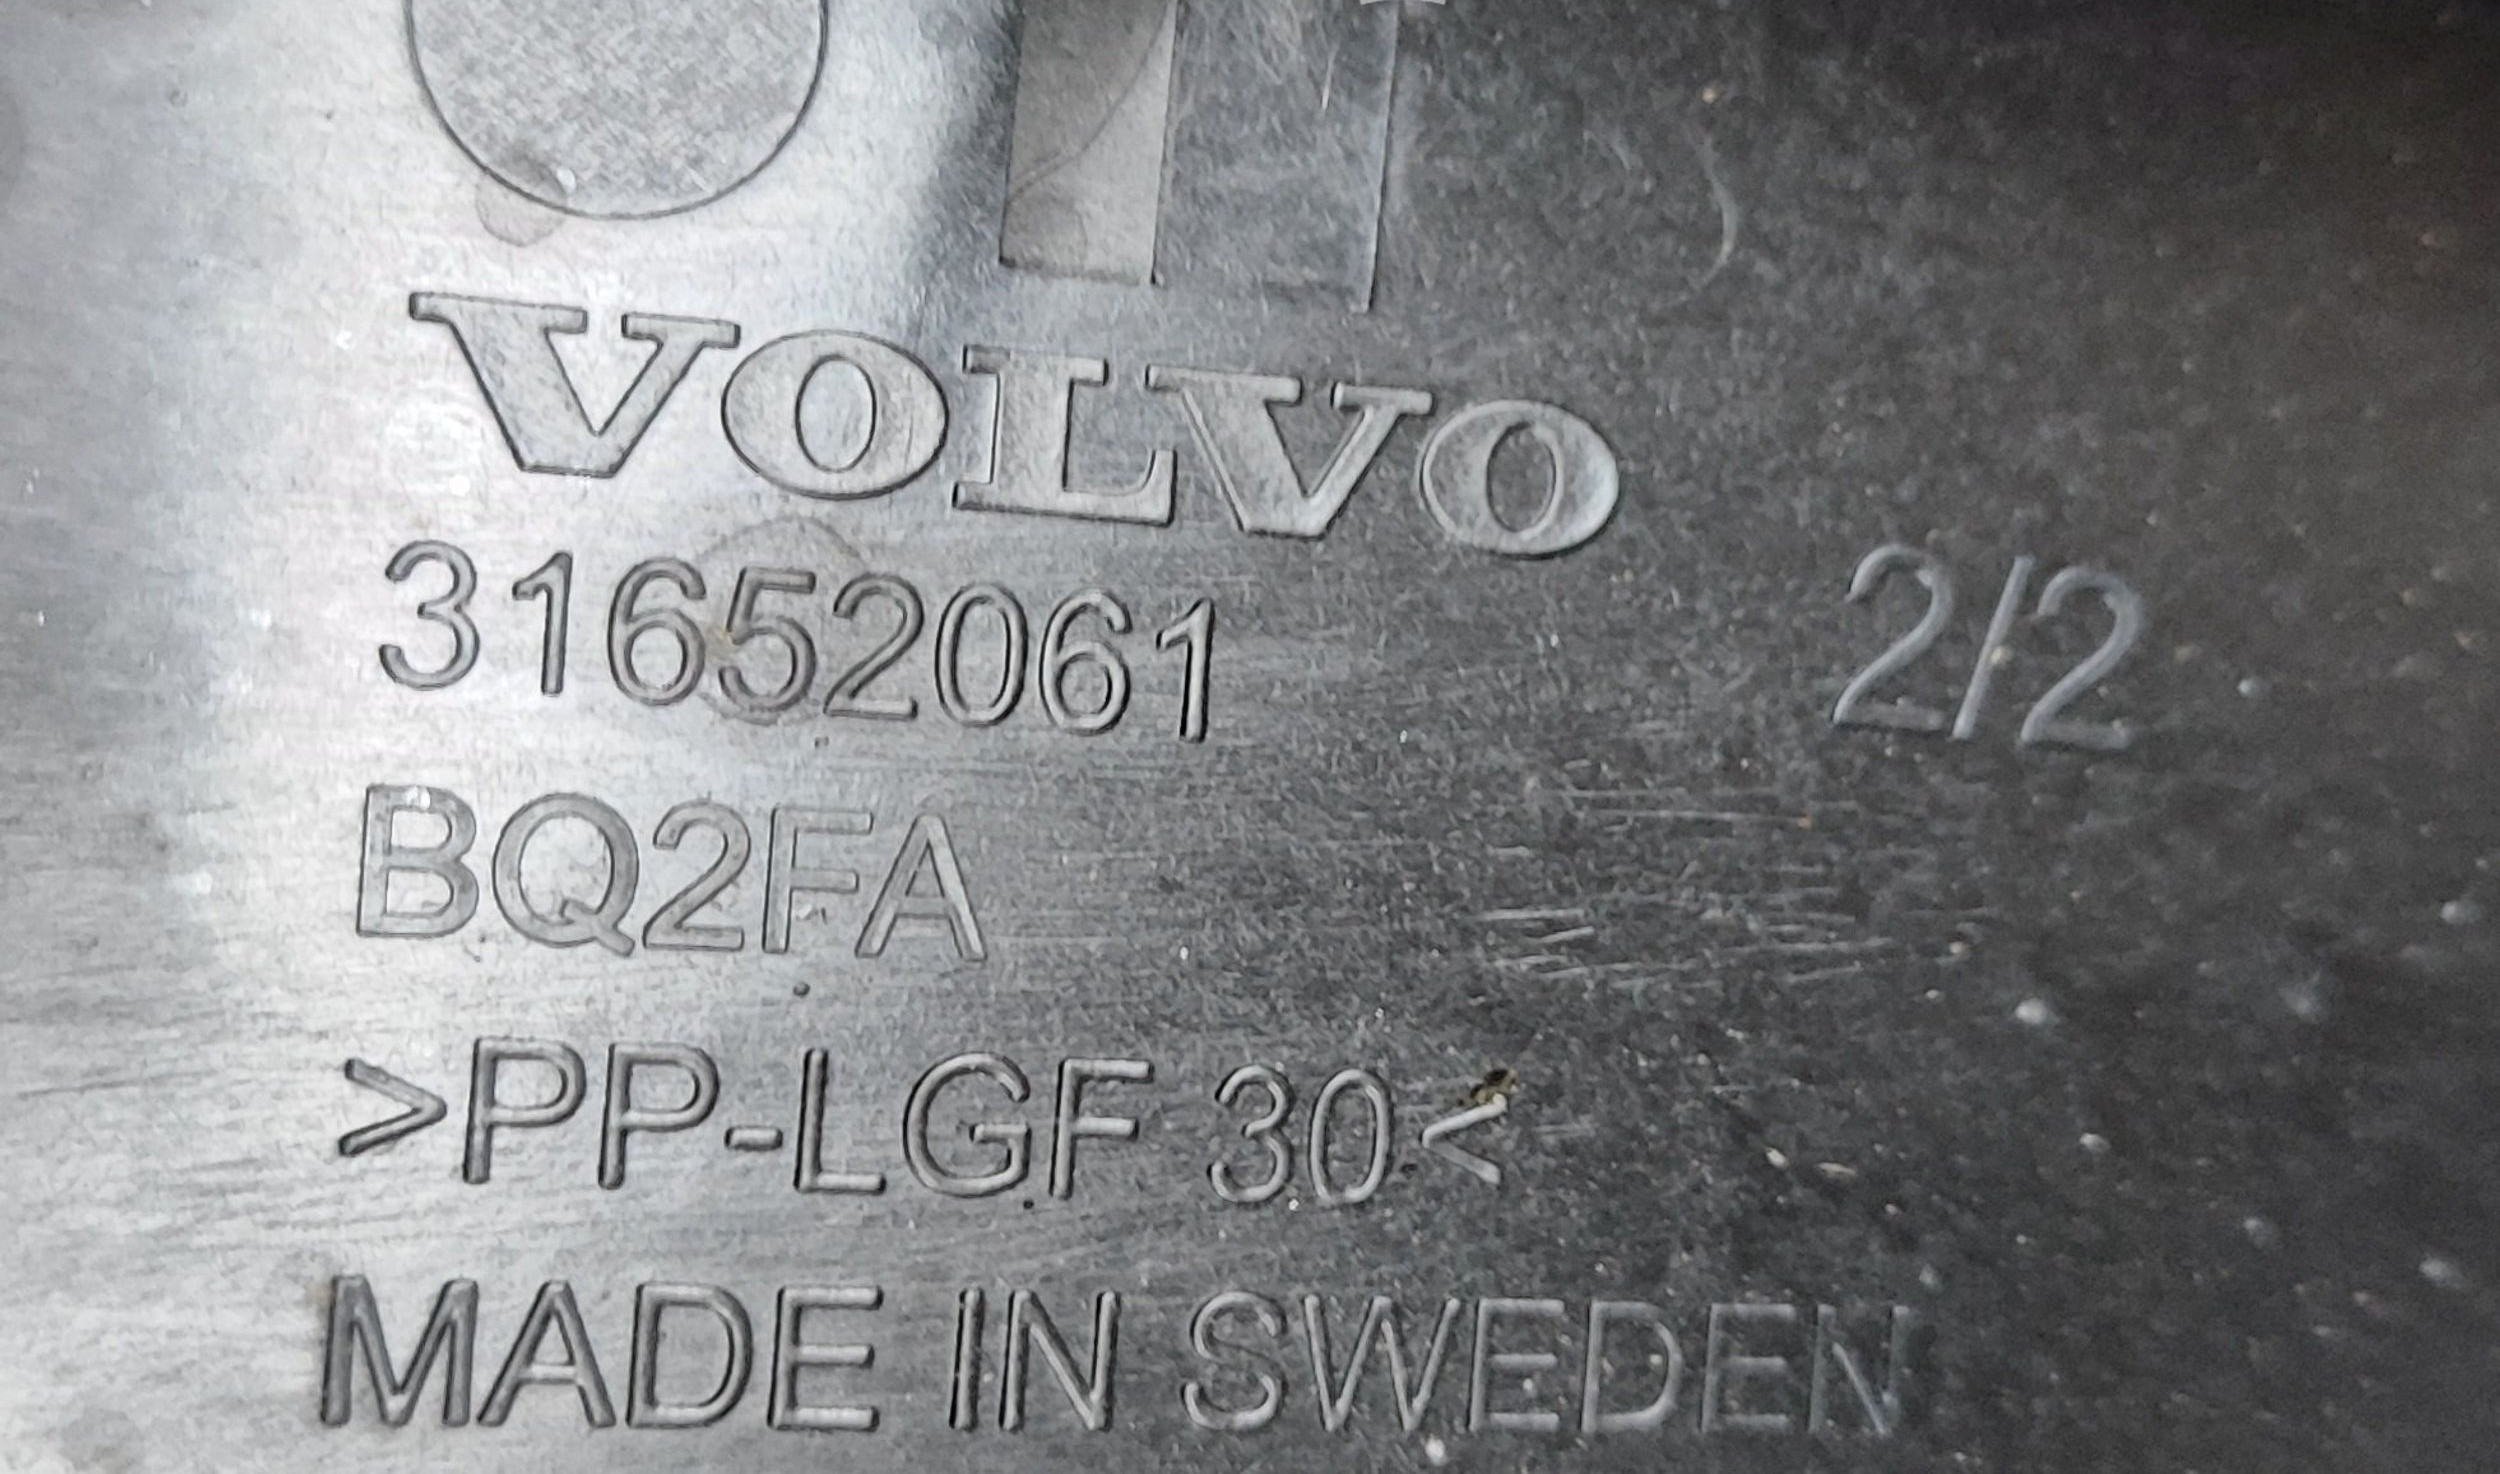 VOLVO
31652061 2/2
BQ2FA
>PP-LGF 30<
MADE IN SWEDEN